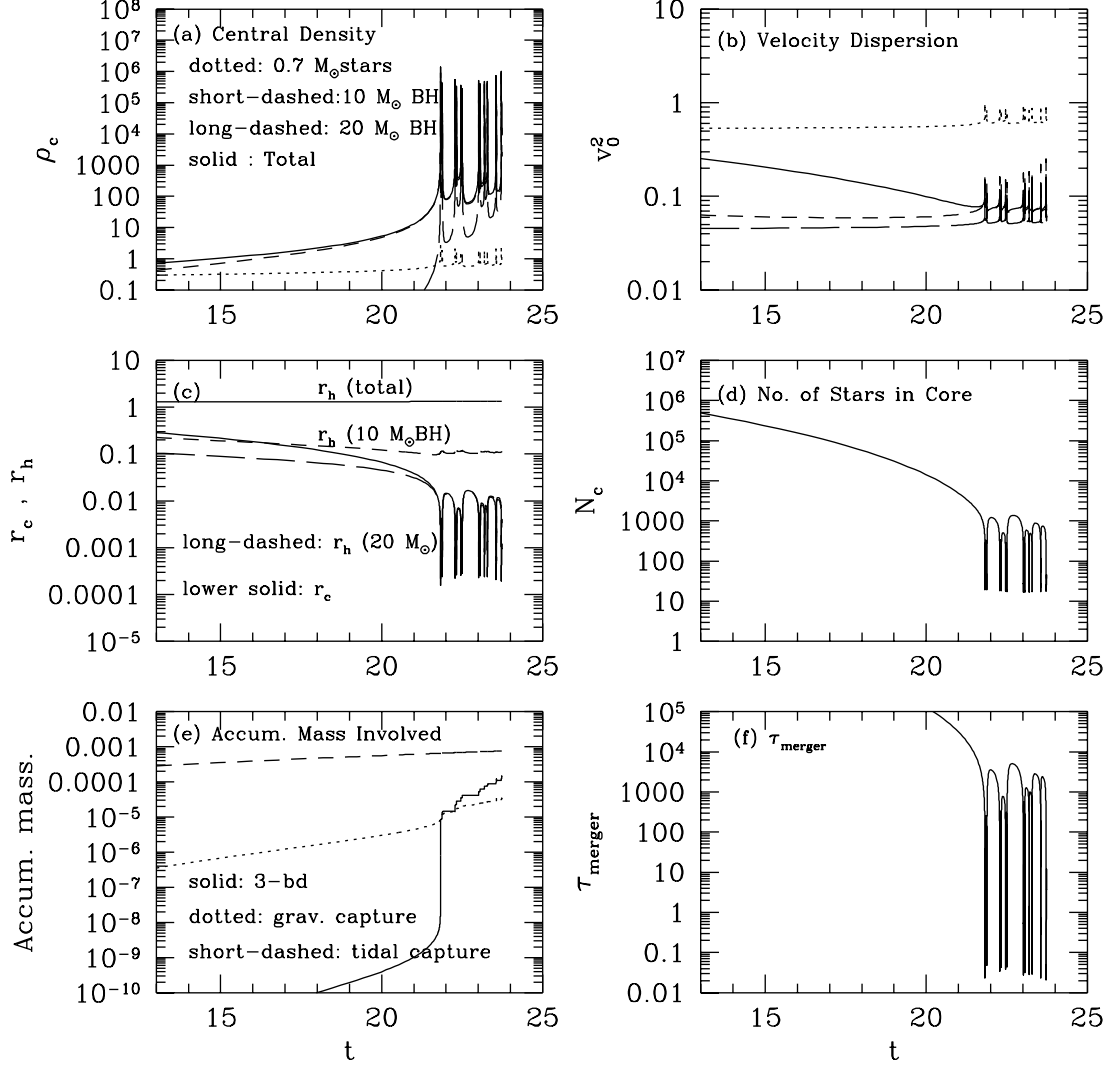 (a) Central Density
dotted: 0.7 M⊙stars
short-dashed:10 M⊙ BH
long-dashed: 20 M⊙ BH
solid : Total
ρc
10⁸
10⁷
10⁶
10⁵
10⁴
1000
100
10
1
0.1
15 20 25
(b) Velocity Dispersion
v₀²
10
1
0.1
0.01
15 20 25
(c)
rh (total)
rh (10 M⊙BH)
long-dashed: rh (20 M⊙)
lower solid: rc
rc , rh
10
1
0.1
0.01
0.001
0.0001
10⁻⁵
15 20 25
(d) No. of Stars in Core
Nc
10⁷
10⁶
10⁵
10⁴
1000
100
10
1
15 20 25
(e) Accum. Mass Involved
solid: 3-bd
dotted: grav. capture
short-dashed: tidal capture
Accum. mass.
0.01
0.001
0.0001
10⁻⁵
10⁻⁶
10⁻⁷
10⁻⁸
10⁻⁹
10⁻¹⁰
15 20 25
t
(f) τmerger
τmerger
10⁵
10⁴
1000
100
10
1
0.1
0.01
15 20 25
t